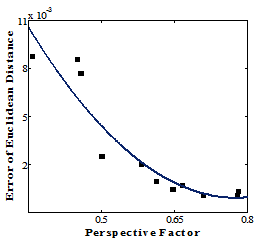 11 x 10⁻³
Error of Euclidean Distance
8
5
2
0.5
0.65
0.8
Perspective Factor